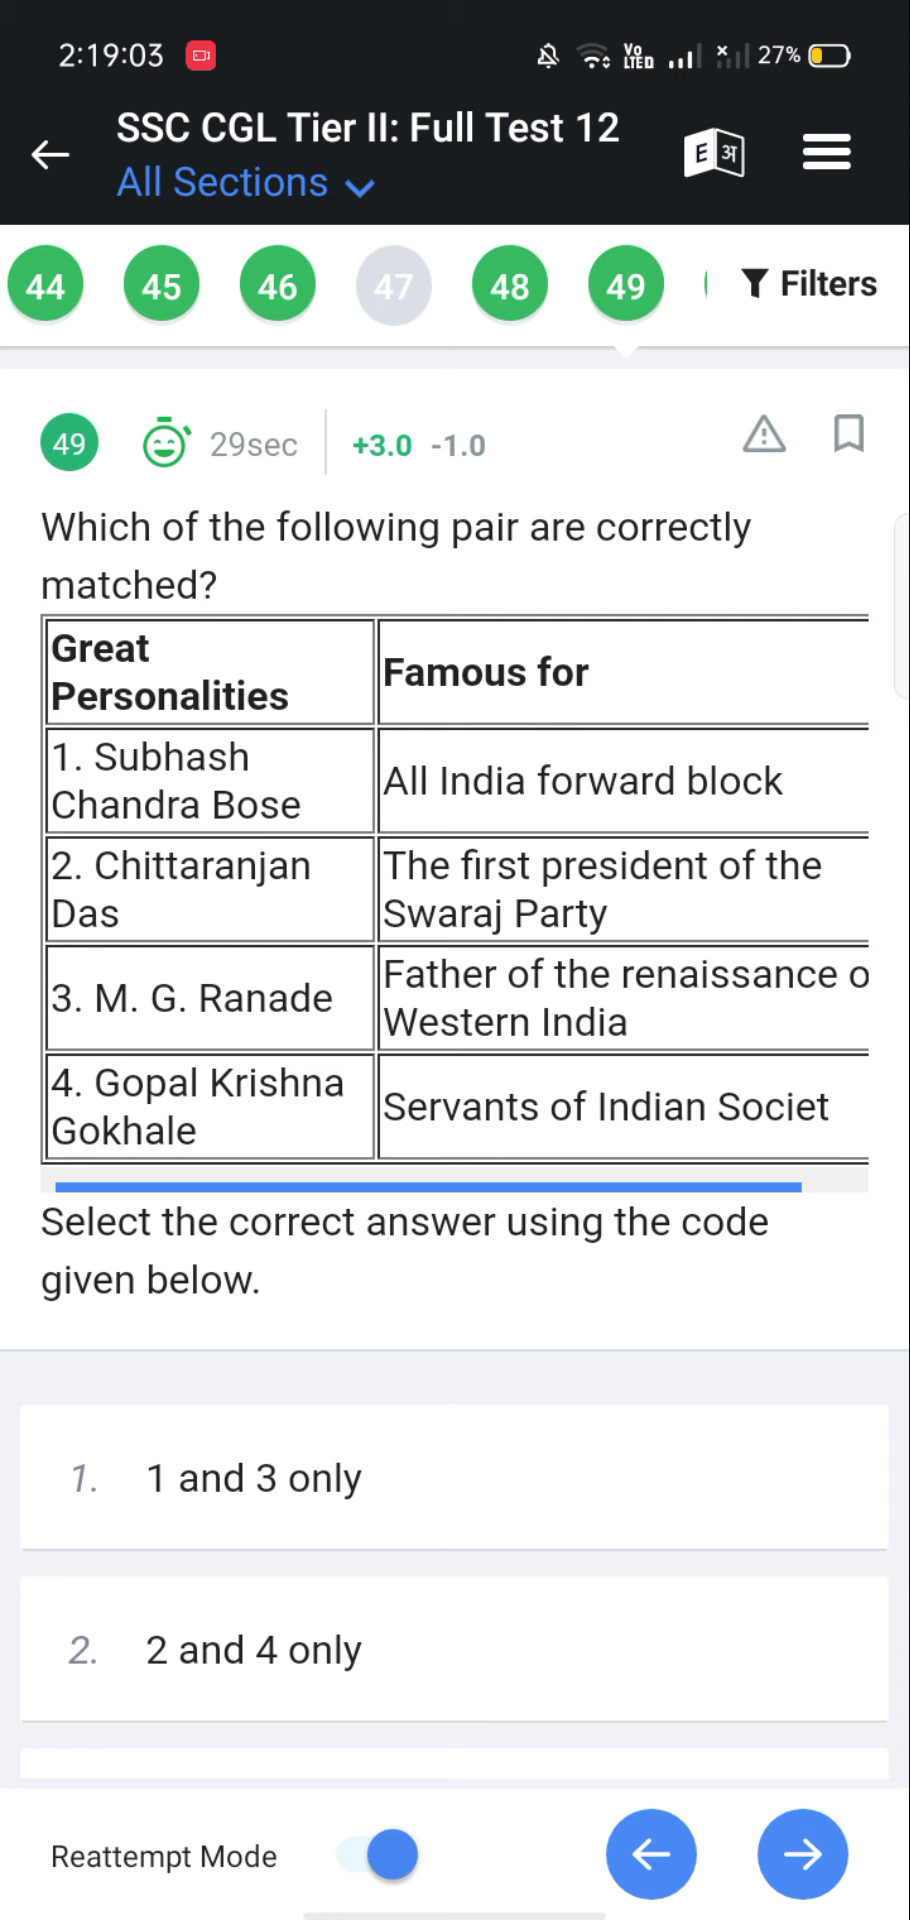 2:19:03 Vo LTED 27%
SSC CGL Tier II: Full Test 12
E अ
All Sections
44 45 46 47 48 49 Filters
49 29sec +3.0 -1.0
Which of the following pair are correctly
matched?
Great
Personalities
Famous for
1. Subhash
Chandra Bose
All India forward block
2. Chittaranjan
Das
The first president of the
Swaraj Party
3. M. G. Ranade
Father of the renaissance o
Western India
4. Gopal Krishna
Gokhale
Servants of Indian Societ
Select the correct answer using the code
given below.
1. 1 and 3 only
2. 2 and 4 only
Reattempt Mode